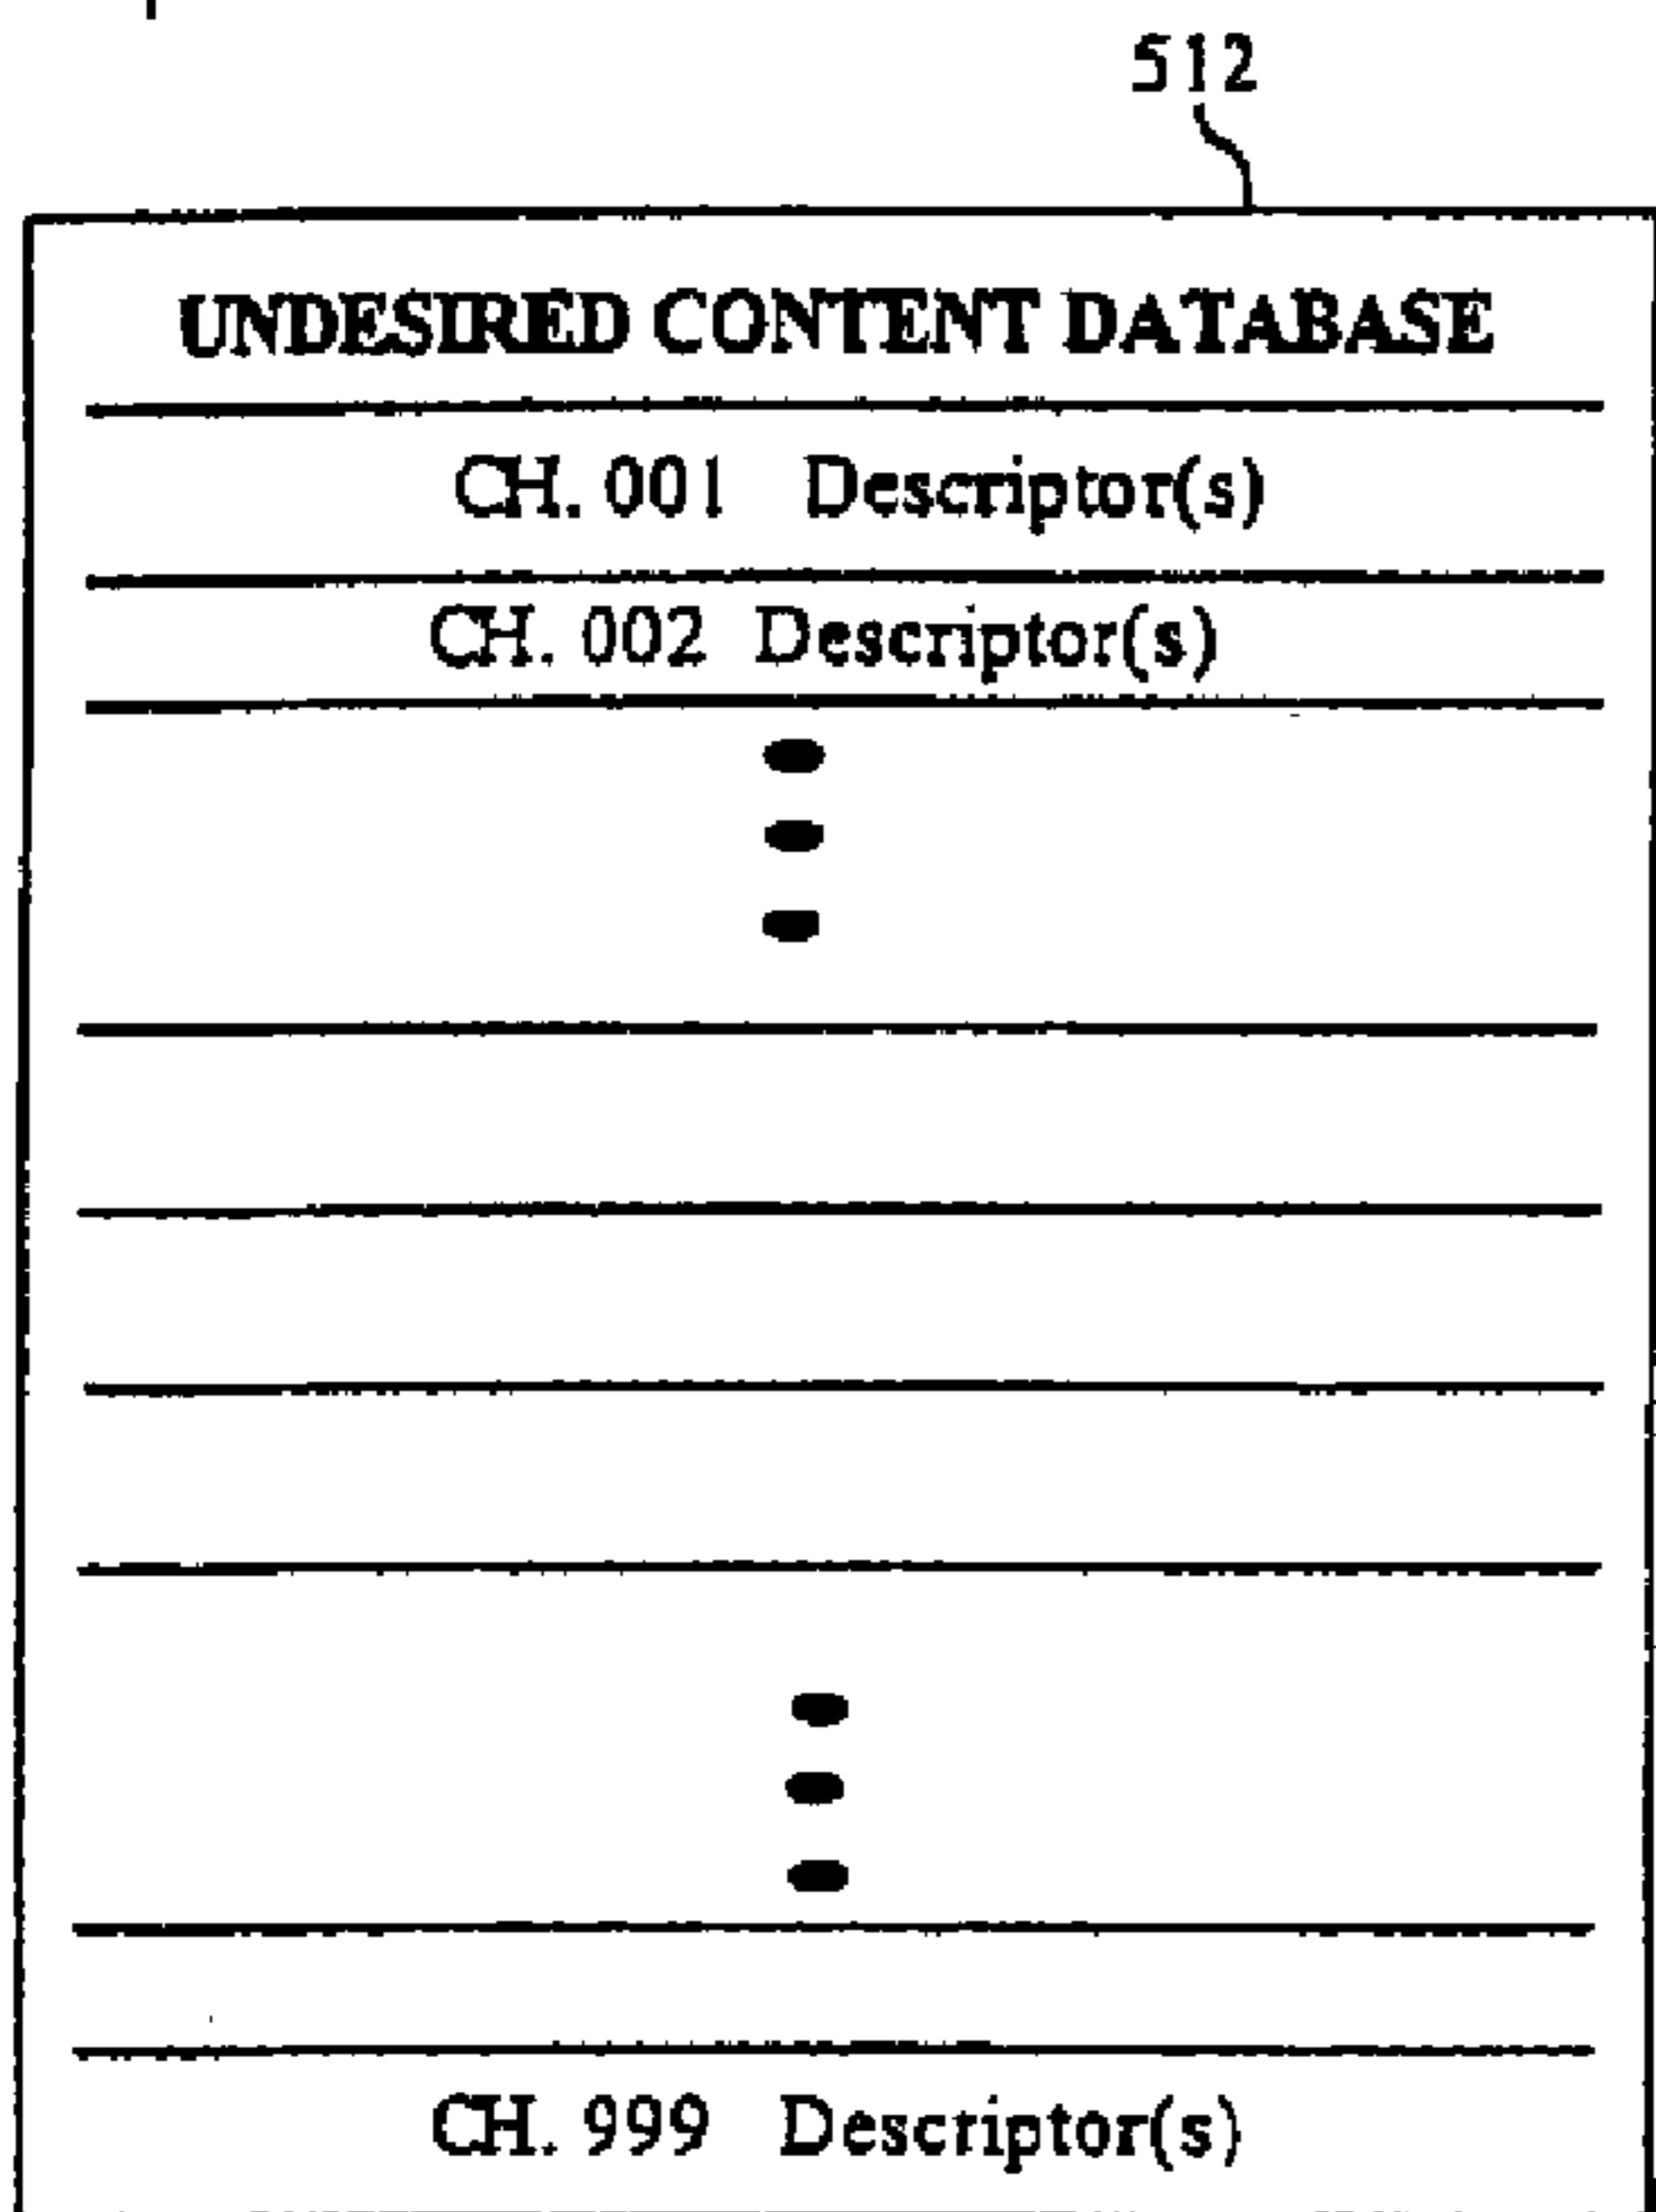 512
UNDESIRED CONTENT DATABASE
CH. 001 Descriptor(s)
CH. 002 Descriptor(s)
CH. 999 Descriptor(s)